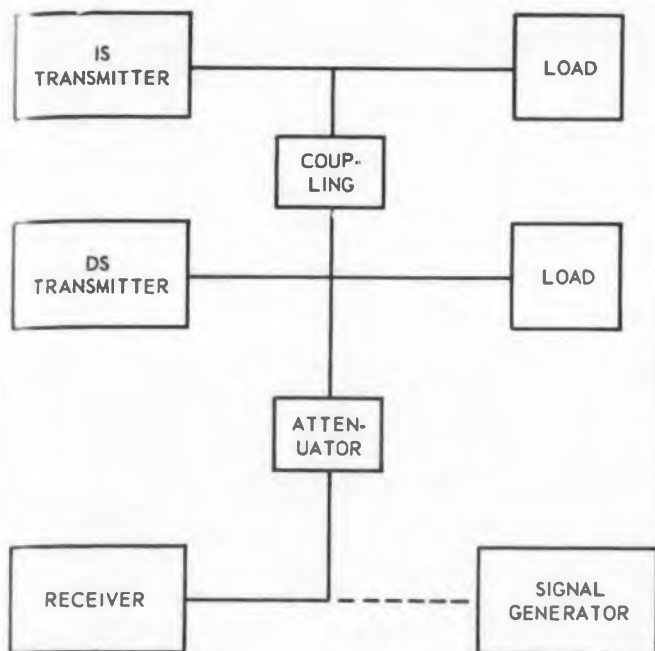 IS
TRANSMITTER
LOAD
COUP-
LING
DS
TRANSMITTER
LOAD
ATTEN-
UATOR
RECEIVER
SIGNAL
GENERATOR